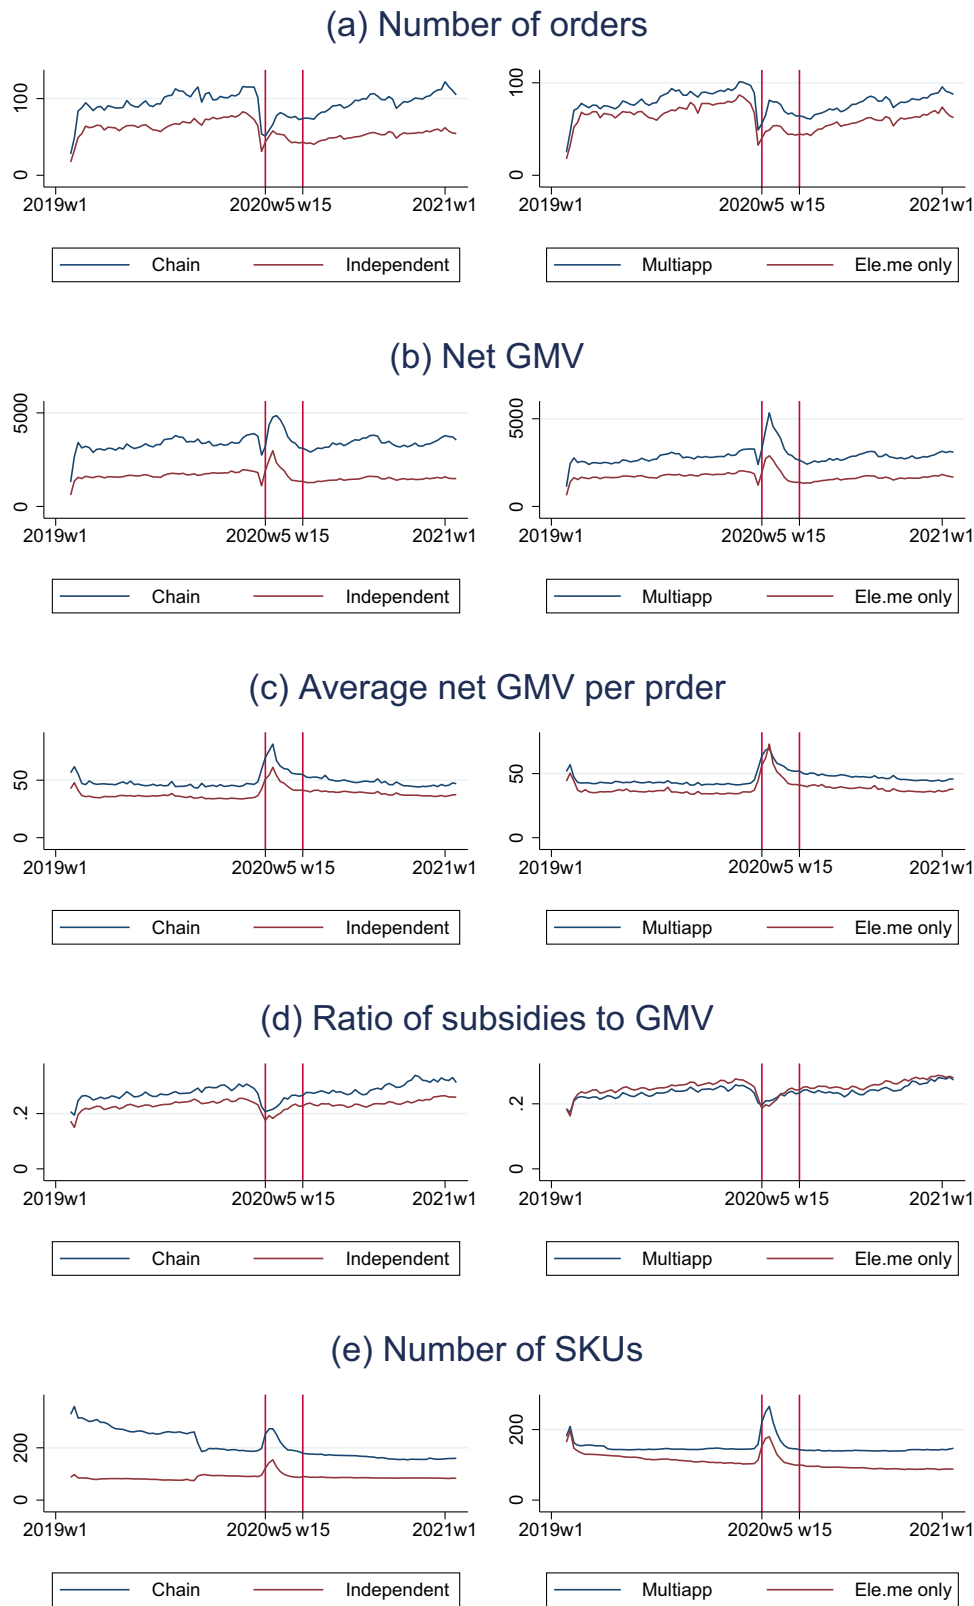 (a) Number of orders
100
0
2019w1 2020w5 w15 2021w1
Chain Independent
100
0
2019w1 2020w5 w15 2021w1
Multiapp Ele.me only
(b) Net GMV
5000
0
2019w1 2020w5 w15 2021w1
Chain Independent
5000
0
2019w1 2020w5 w15 2021w1
Multiapp Ele.me only
(c) Average net GMV per prder
50
0
2019w1 2020w5 w15 2021w1
Chain Independent
50
0
2019w1 2020w5 w15 2021w1
Multiapp Ele.me only
(d) Ratio of subsidies to GMV
.2
0
2019w1 2020w5 w15 2021w1
Chain Independent
.2
0
2019w1 2020w5 w15 2021w1
Multiapp Ele.me only
(e) Number of SKUs
200
0
2019w1 2020w5 w15 2021w1
Chain Independent
200
0
2019w1 2020w5 w15 2021w1
Multiapp Ele.me only